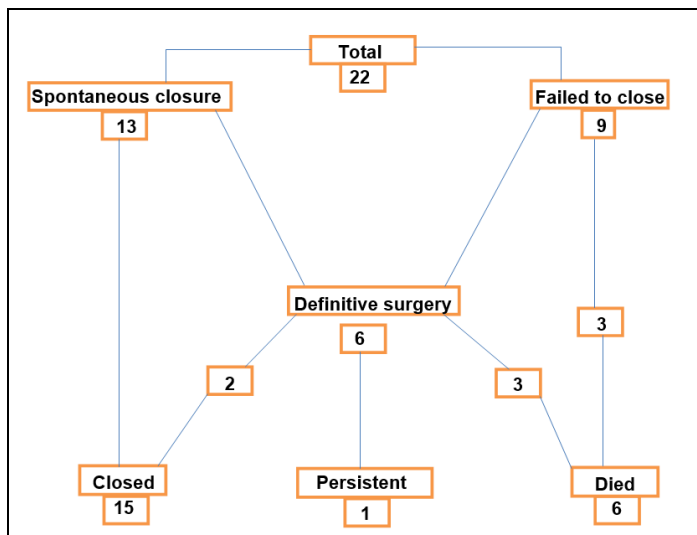 Total
22
Spontaneous closure
13
Failed to close
9
Definitive surgery
6
3
2
3
Closed
15
Persistent
1
Died
6